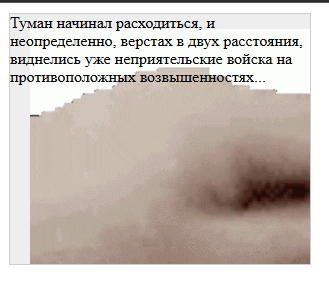 Туман начинал расходиться, и
неопределенно, верстах в двух расстояния,
виднелись уже неприятельские войска на
противоположных возвышенностях...